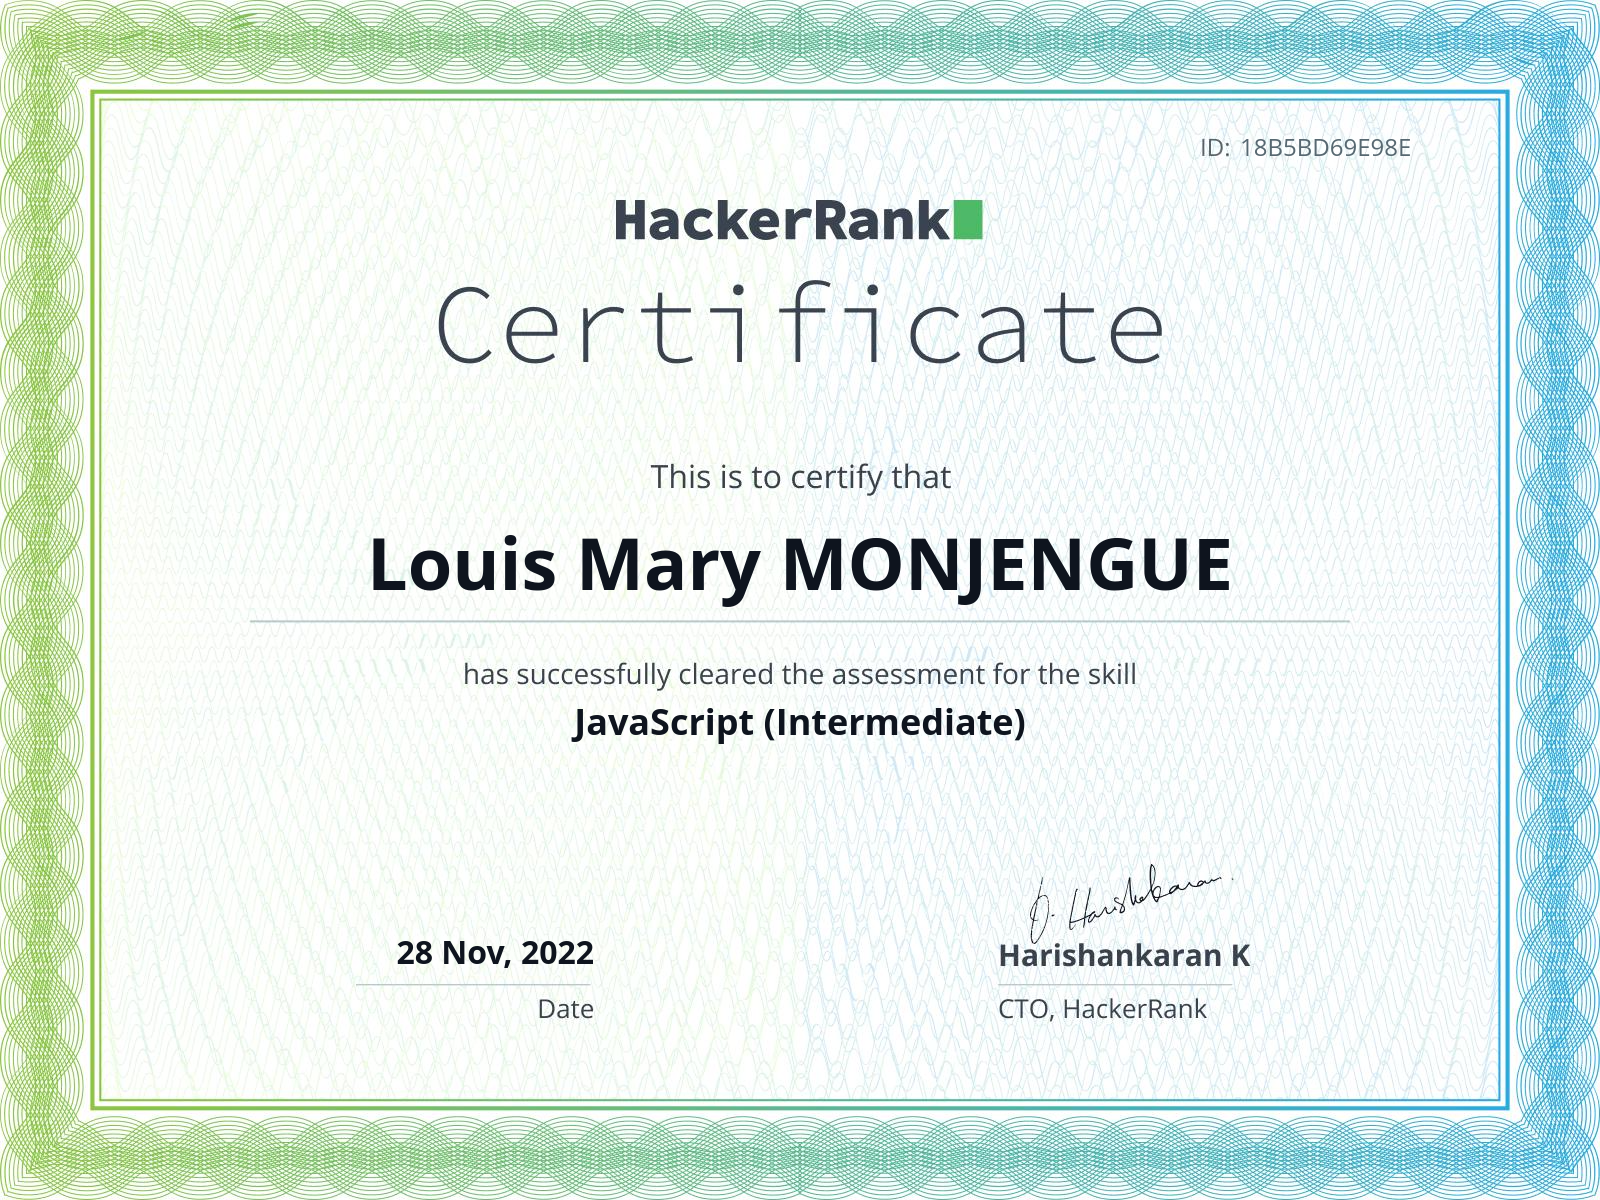 ID: 18B5BD69E98E
HackerRank
Certificate
This is to certify that
Louis Mary MONJENGUE
has successfully cleared the assessment for the skill
JavaScript (Intermediate)
28 Nov, 2022
Date
Harishankaran K
CTO, HackerRank